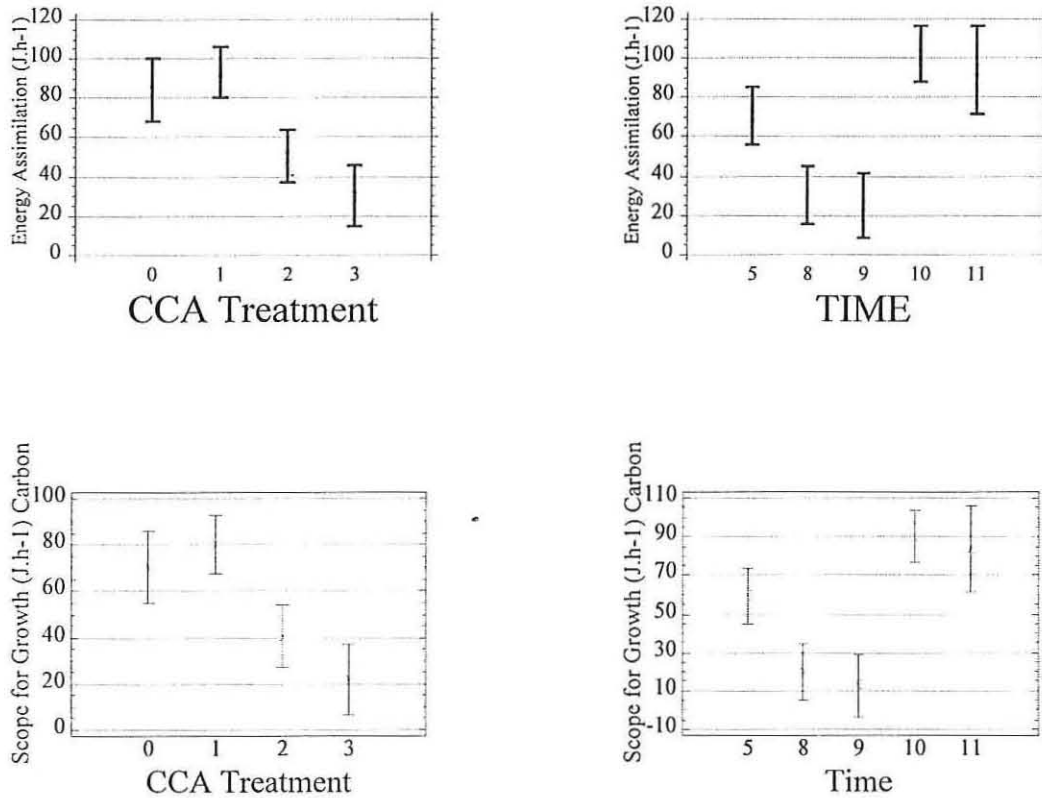 Energy Assimilation (J.h-1)
120
100
80
60
40
20
0
0 1 2 3
CCA Treatment
Energy Assimilation (J.h-1)
120
100
80
60
40
20
0
5 8 9 10 11
TIME
Scope for Growth (J.h-1) Carbon
100
80
60
40
20
0
0 1 2 3
CCA Treatment
Scope for Growth (J.h-1) Carbon
110
90
70
50
30
10
-10
5 8 9 10 11
Time